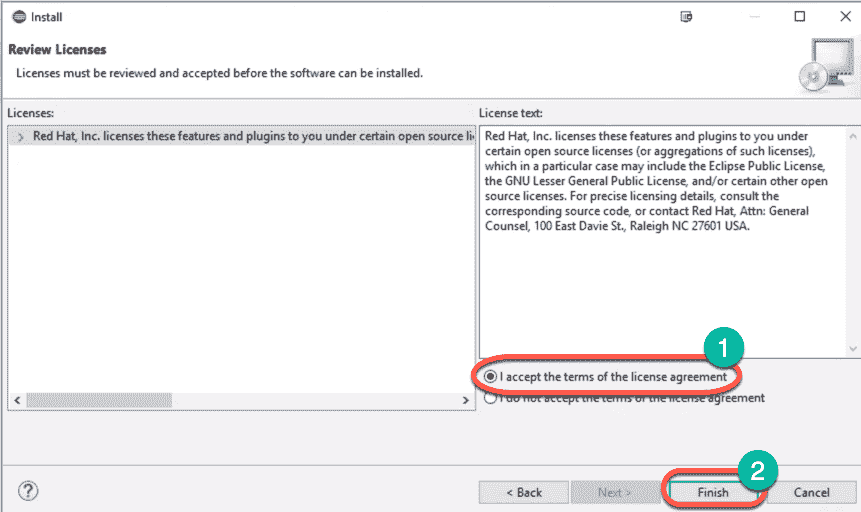 Install
Review Licenses
Licenses must be reviewed and accepted before the software can be installed.
Licenses:
Red Hat, Inc. licenses these features and plugins to you under certain open source li
License text:
Red Hat, Inc. licenses these features and plugins to you under
certain open source licenses (or aggregations of such licenses),
which in a particular case may include the Eclipse Public License,
the GNU Lesser General Public License, and/or certain other open
source licenses. For precise licensing details, consult the
corresponding source code, or contact Red Hat, Attn: General
Counsel, 100 East Davie St., Raleigh NC 27601 USA.
1
I accept the terms of the license agreement
I do not accept the terms of the license agreement
2
? < Back Next > Finish Cancel